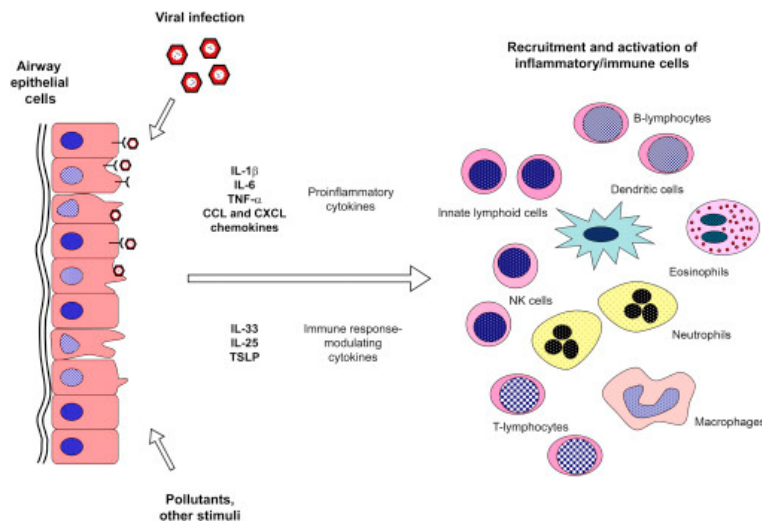 Viral infection
Airway
epithelial
cells
Recruitment and activation of
inflammatory/immune cells
B-lymphocytes
IL-1β
IL-6
TNF-α
CCL and CXCL
chemokines
Proinflammatory
cytokines
Innate lymphoid cells
Dendritic cells
Eosinophils
NK cells
Neutrophils
IL-33
IL-25
TSLP
Immune response-
modulating
cytokines
T-lymphocytes
Macrophages
Pollutants,
other stimuli